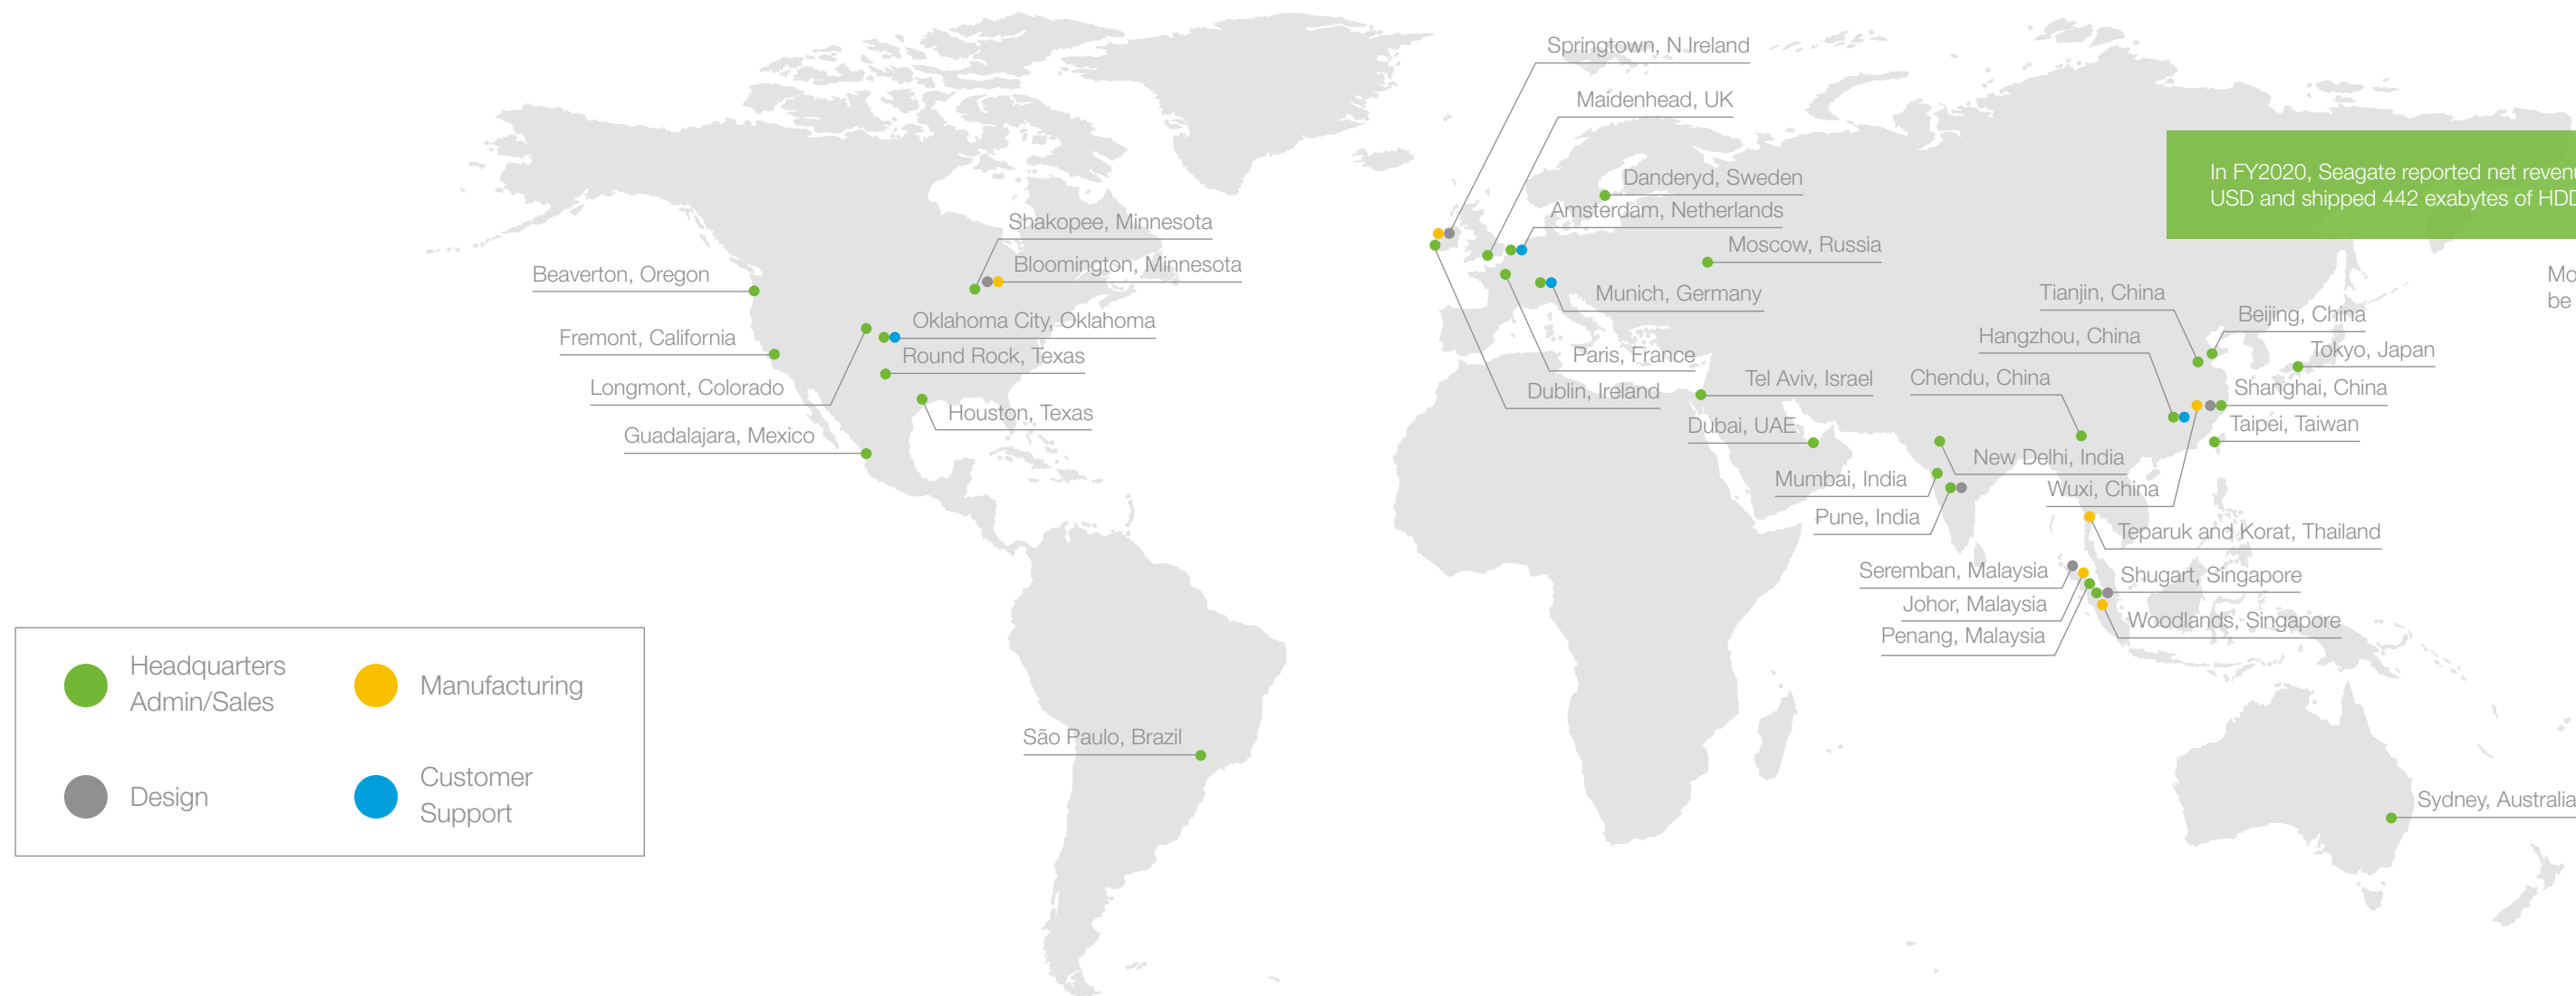 Springtown, N.Ireland
Maidenhead, UK
In FY2020, Seagate reported net
USD and shipped 442 exabytes of
Danderyd, Sweden
Amsterdam, Netherlands
Moscow, Russia
Munich, Germany
Paris, France
Dublin, Ireland
Shakopee, Minnesota
Bloomington, Minnesota
Beaverton, Oregon
Oklahoma City, Oklahoma
Fremont, California
Round Rock, Texas
Longmont, Colorado
Houston, Texas
Guadalajara, Mexico
Tel Aviv, Israel
Dubai, UAE
Tianjin, China
Beijing, China
be
Hangzhou, China
Tokyo, Japan
Chendu, China
Shanghai, China
Taipei, Taiwan
New Delhi, India
Mumbai, India
Wuxi, China
Pune, India
Teparuk and Korat, Thailand
Seremban, Malaysia
Shugart, Singapore
Johor, Malaysia
Woodlands, Singapore
Penang, Malaysia
São Paulo, Brazil
Sydney, Australia
Headquarters
Admin/Sales
Manufacturing
Design
Customer
Support